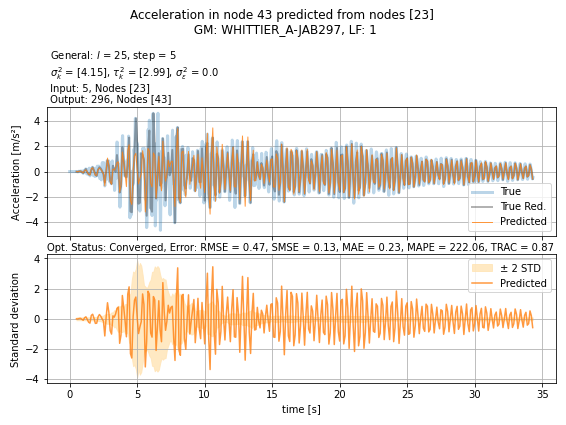 Acceleration in node 43 predicted from nodes [23]
GM: WHITTIER_A-JAB297, LF: 1
General: l = 25, step = 5
σ²ₖ = [4.15], τ²ₖ = [2.99], σ²ε = 0.0
Input: 5, Nodes [23]
Output: 296, Nodes [43]
Acceleration [m/s²]
4
2
0
−2
−4
True
True Red.
Predicted
Opt. Status: Converged, Error: RMSE = 0.47, SMSE = 0.13, MAE = 0.23, MAPE = 222.06, TRAC = 0.87
Standard deviation
4
2
0
−2
−4
± 2 STD
Predicted
0 5 10 15 20 25 30 35
time [s]